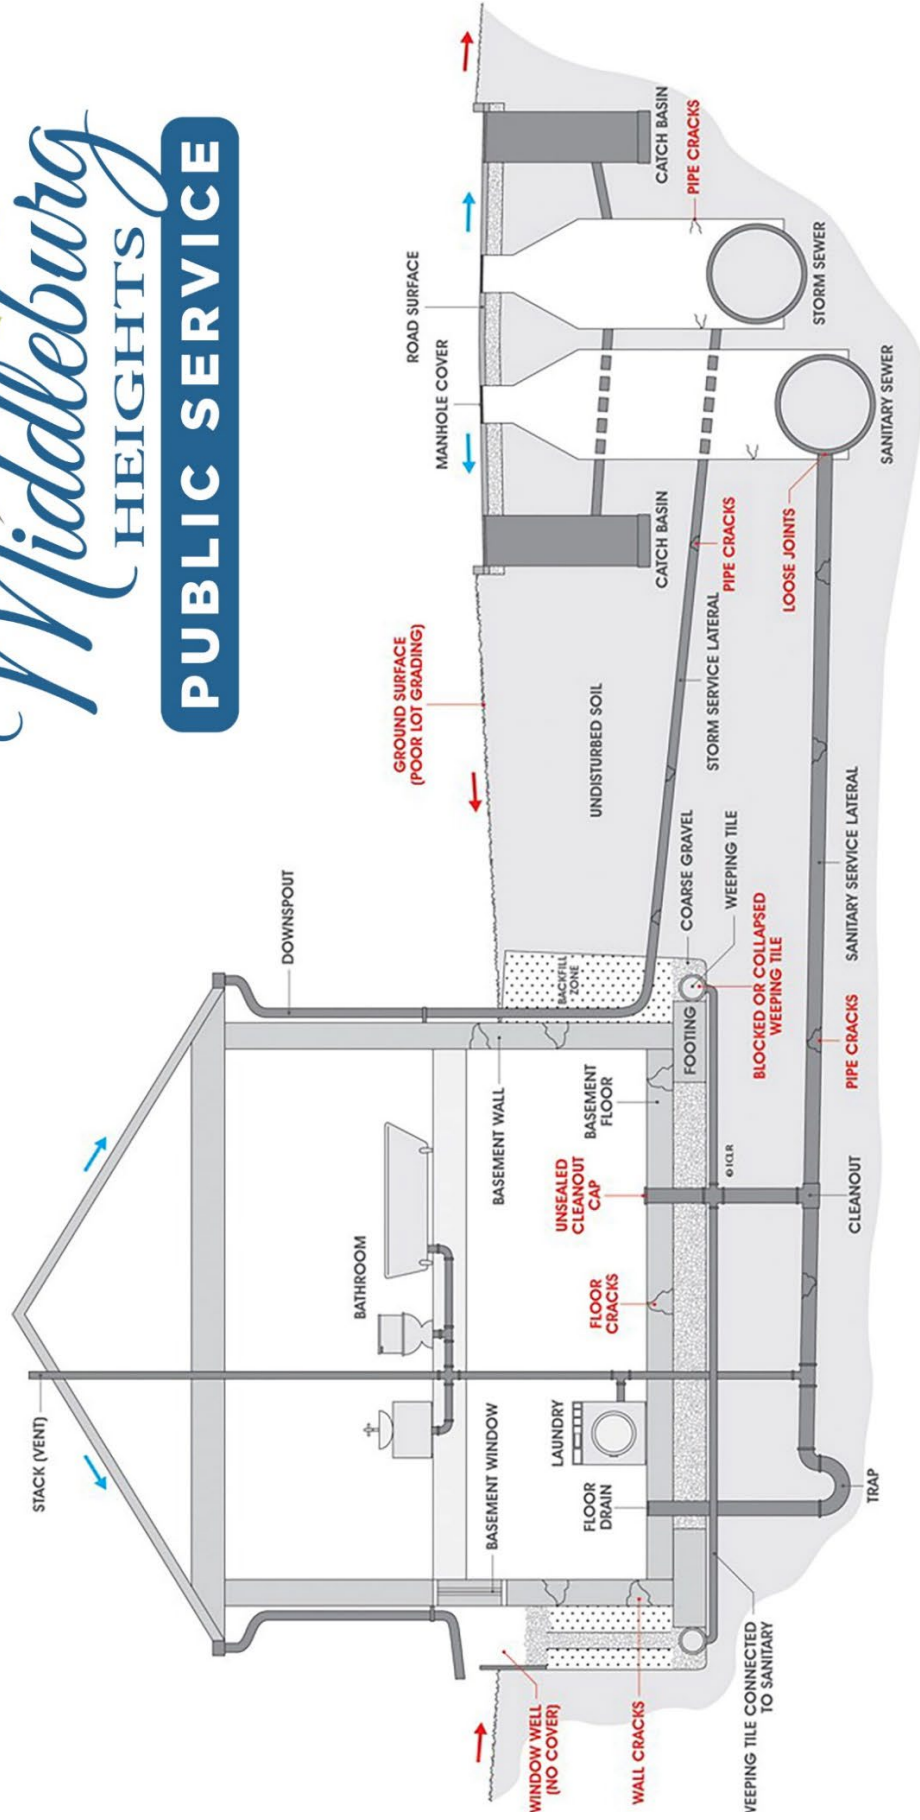 Middleburg
HEIGHTS
PUBLIC SERVICE
STACK (VENT)
DOWNSPOUT
BATHROOM
GROUND SURFACE
(POOR LOT GRADING)
MANHOLE COVER
ROAD SURFACE
BASEMENT WINDOW
BASEMENT WALL
BACKFILL
ZONE
UNDISTURBED SOIL
CATCH BASIN
CATCH BASIN
PIPE CRACKS
WINDOW WELL
(NO COVER)
LAUNDRY
FLOOR
DRAIN
FLOOR
CRACKS
UNSEALED
CLEANOUT
CAP
BASEMENT
FLOOR
FOOTING
COARSE GRAVEL
WEEPING TILE
STORM SERVICE LATERAL
PIPE CRACKS
WALL CRACKS
©ICLR
BLOCKED OR COLLAPSED
WEEPING TILE
LOOSE JOINTS
STORM SEWER
SANITARY SEWER
WEEPING TILE CONNECTED
TO SANITARY
TRAP
CLEANOUT
PIPE CRACKS
SANITARY SERVICE LATERAL